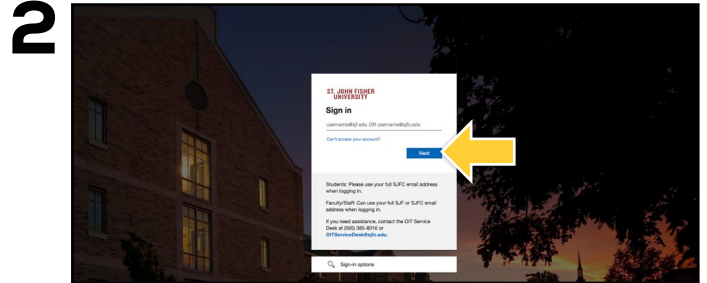 2
ST. JOHN FISHER
UNIVERSITY
Sign in
username@sjf.edu OR username@sjfc.edu
Can't access your account?
Next
Students: Please use your full SJFC email address
when logging in.
Faculty/Staff: Can use your full SJF or SJFC email
address when logging in.
If you need assistance, contact the OIT Service
Desk at (585) 385-8016 or
OITServiceDesk@sjfc.edu.
Sign-in options